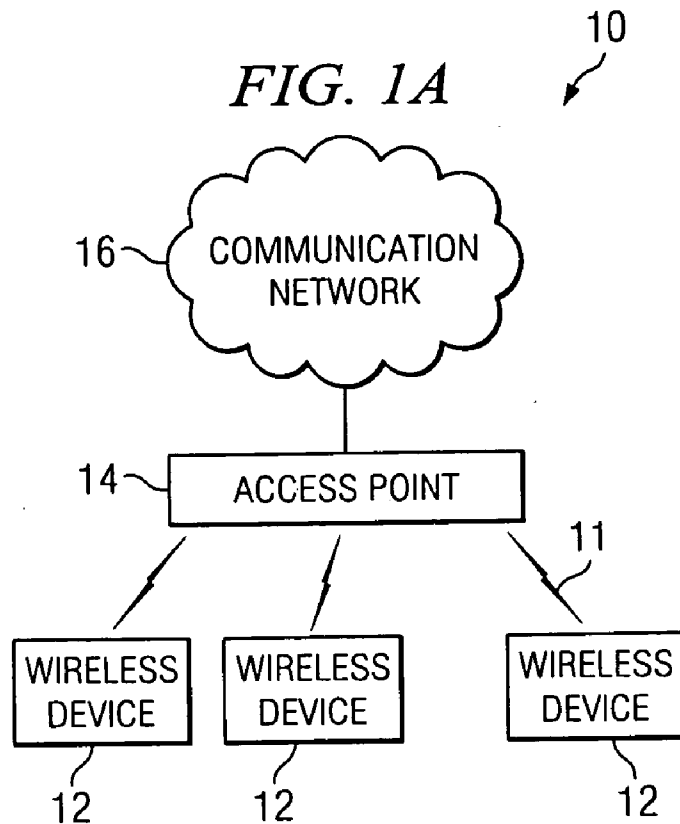 10
FIG. 1A
16
COMMUNICATION
NETWORK
14
ACCESS POINT
11
WIRELESS
DEVICE
WIRELESS
DEVICE
WIRELESS
DEVICE
12
12
12